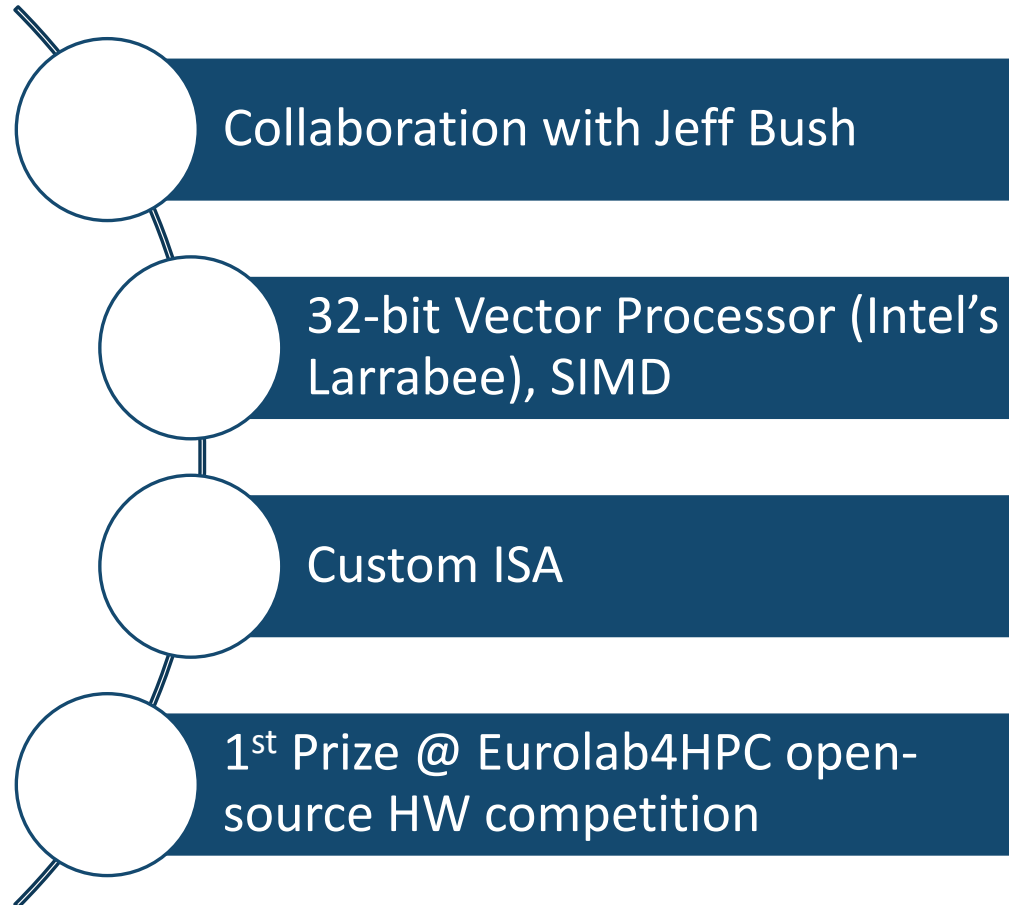 Collaboration with Jeff Bush
32-bit Vector Processor (Intel’s
Larrabee), SIMD
Custom ISA
1st Prize @ Eurolab4HPC open-
source HW competition